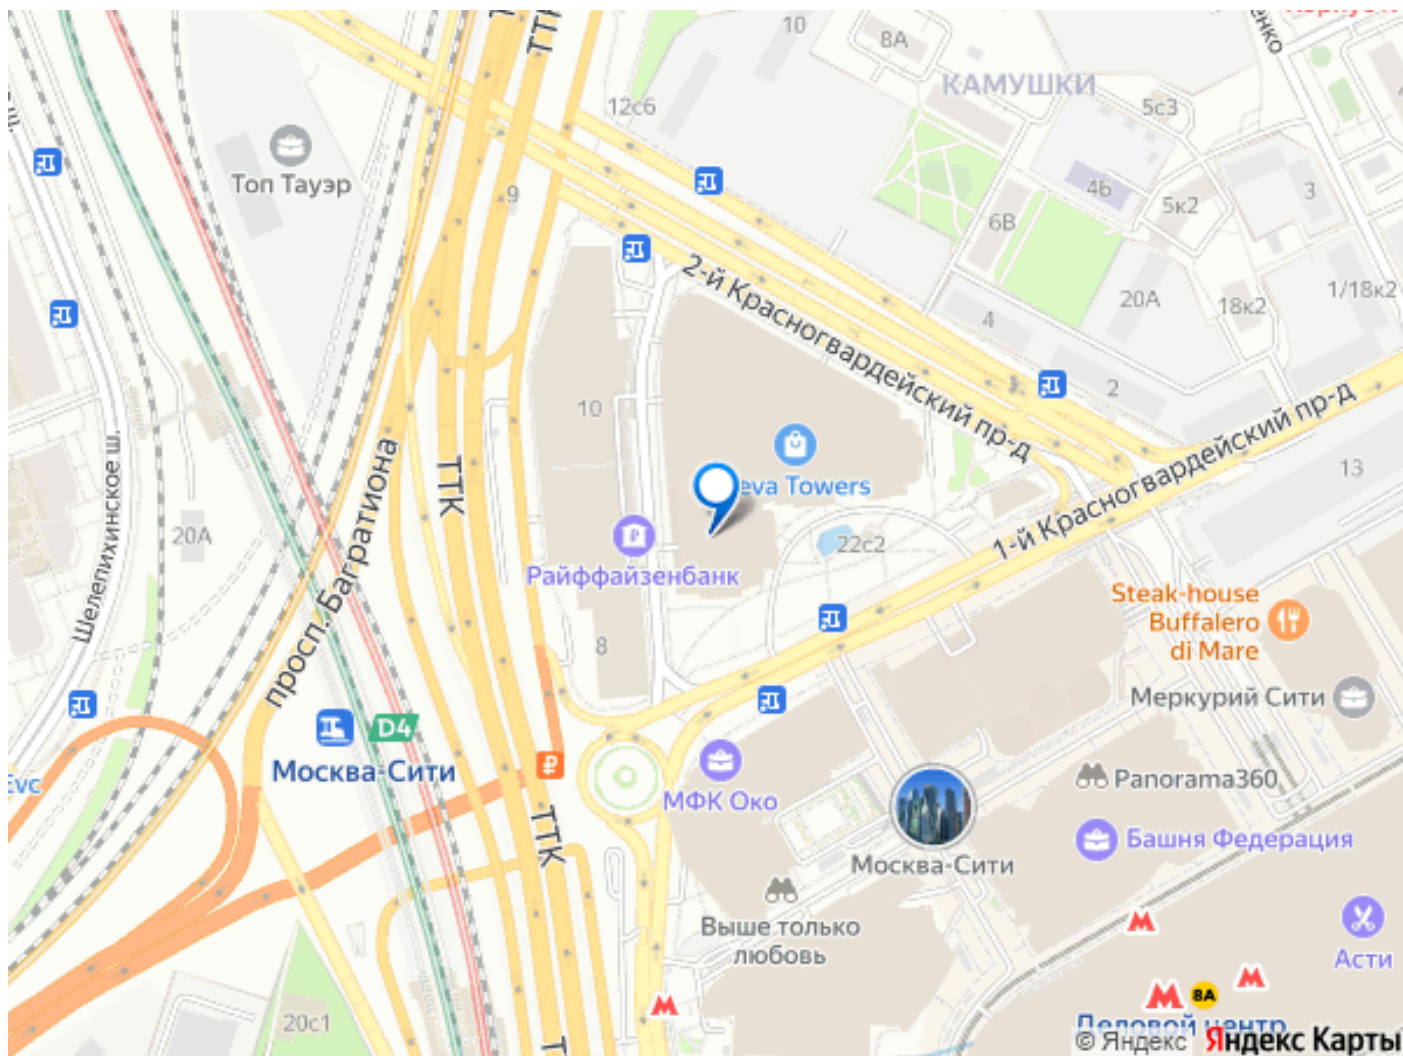 ТТК
10
8А
КАМУШКИ
5с3
12с6
Топ Тауэр
9
4Б
5к2
3
6В
20А
18к2
1/18к2
4
2
2-й Красногвардейский пр-д
1-й Красногвардейский пр-д
13
10
eva Towers
ТТК
просп. Багратиона
Шелепихинское ш.
20А
22с2
Райффайзенбанк
8
Steak-house
Buffalero
di Mare
Меркурий Сити
D4
Москва-Сити
₽
МФК Око
Panorama360
Башня Федерация
Москва-Сити
ТТК
Выше только
любовь
Асти
8А
Деловой центр
20с1
© Яндекс Яндекс Карты